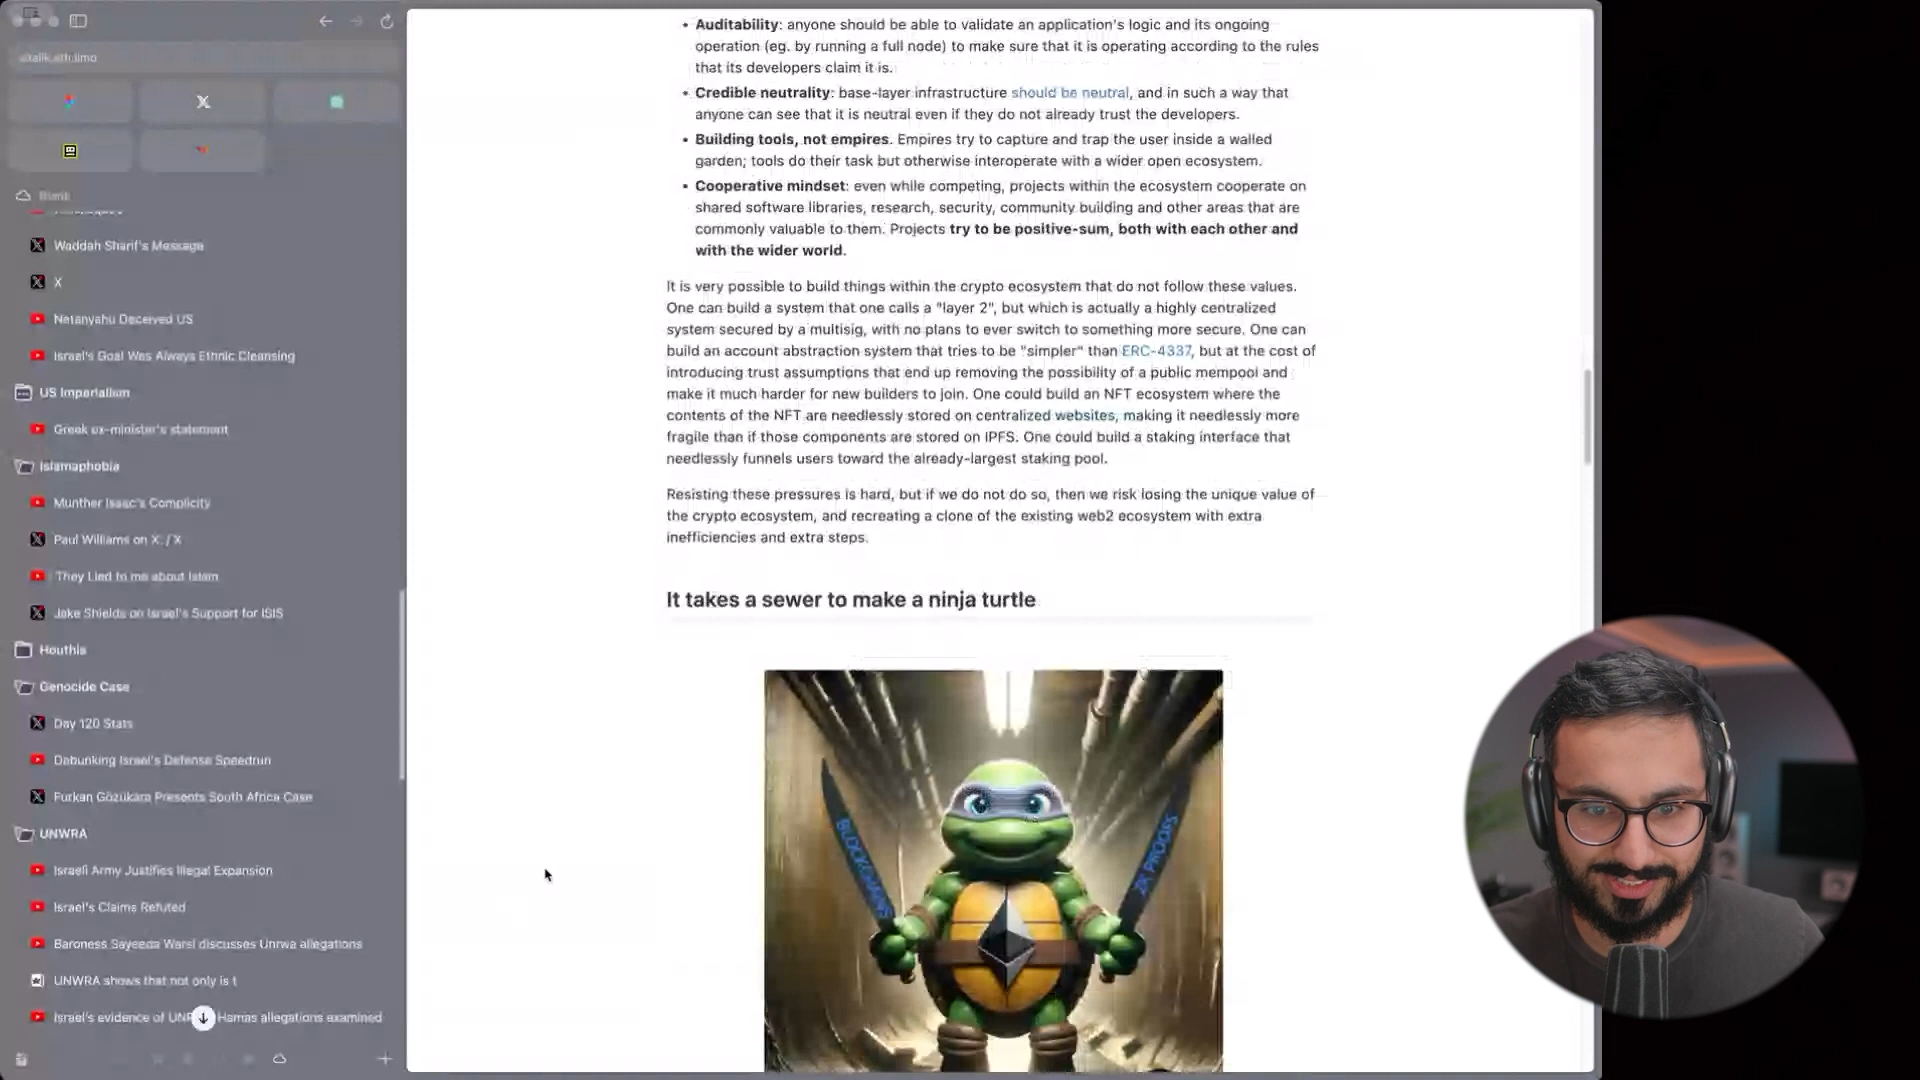 vitalik.eth.limo
Waddah Sharif's Message
X
Netanyahu Deceived US
Israel's Goal Was Always Ethnic Cleansing
US Imperialism
Greek ex-minister's statement
Islamaphobia
Munther Isaac's Complicity
Paul Williams on X: / X
They Lied to me about Islam
Jake Shields on Israel's Support for ISIS
Houthis
Genocide Case
Day 120 Stats
Debunking Israel's Defense Speedrun
Furkan Gözükara Presents South Africa Case
UNWRA
Israeli Army Justifies Illegal Expansion
Israel's Claims Refuted
Baroness Sayeeda Warsi discusses Unrwa allegations
UNWRA shows that not only is t
Israel's evidence of UNR Hamas allegations examined
• Auditability: anyone should be able to validate an application's logic and its ongoing
operation (eg. by running a full node) to make sure that it is operating according to the rules
that its developers claim it is.
• Credible neutrality: base-layer infrastructure should be neutral, and in such a way that
anyone can see that it is neutral even if they do not already trust the developers.
• Building tools, not empires. Empires try to capture and trap the user inside a walled
garden; tools do their task but otherwise interoperate with a wider open ecosystem.
• Cooperative mindset: even while competing, projects within the ecosystem cooperate on
shared software libraries, research, security, community building and other areas that are
commonly valuable to them. Projects try to be positive-sum, both with each other and
with the wider world.
It is very possible to build things within the crypto ecosystem that do not follow these values.
One can build a system that one calls a "layer 2", but which is actually a highly centralized
system secured by a multisig, with no plans to ever switch to something more secure. One can
build an account abstraction system that tries to be "simpler" than ERC-4337, but at the cost of
introducing trust assumptions that end up removing the possibility of a public mempool and
make it much harder for new builders to join. One could build an NFT ecosystem where the
contents of the NFT are needlessly stored on centralized websites, making it needlessly more
fragile than if those components are stored on IPFS. One could build a staking interface that
needlessly funnels users toward the already-largest staking pool.
Resisting these pressures is hard, but if we do not do so, then we risk losing the unique value of
the crypto ecosystem, and recreating a clone of the existing web2 ecosystem with extra
inefficiencies and extra steps.
It takes a sewer to make a ninja turtle
BLOCKCHAINS
ZK PROOFS